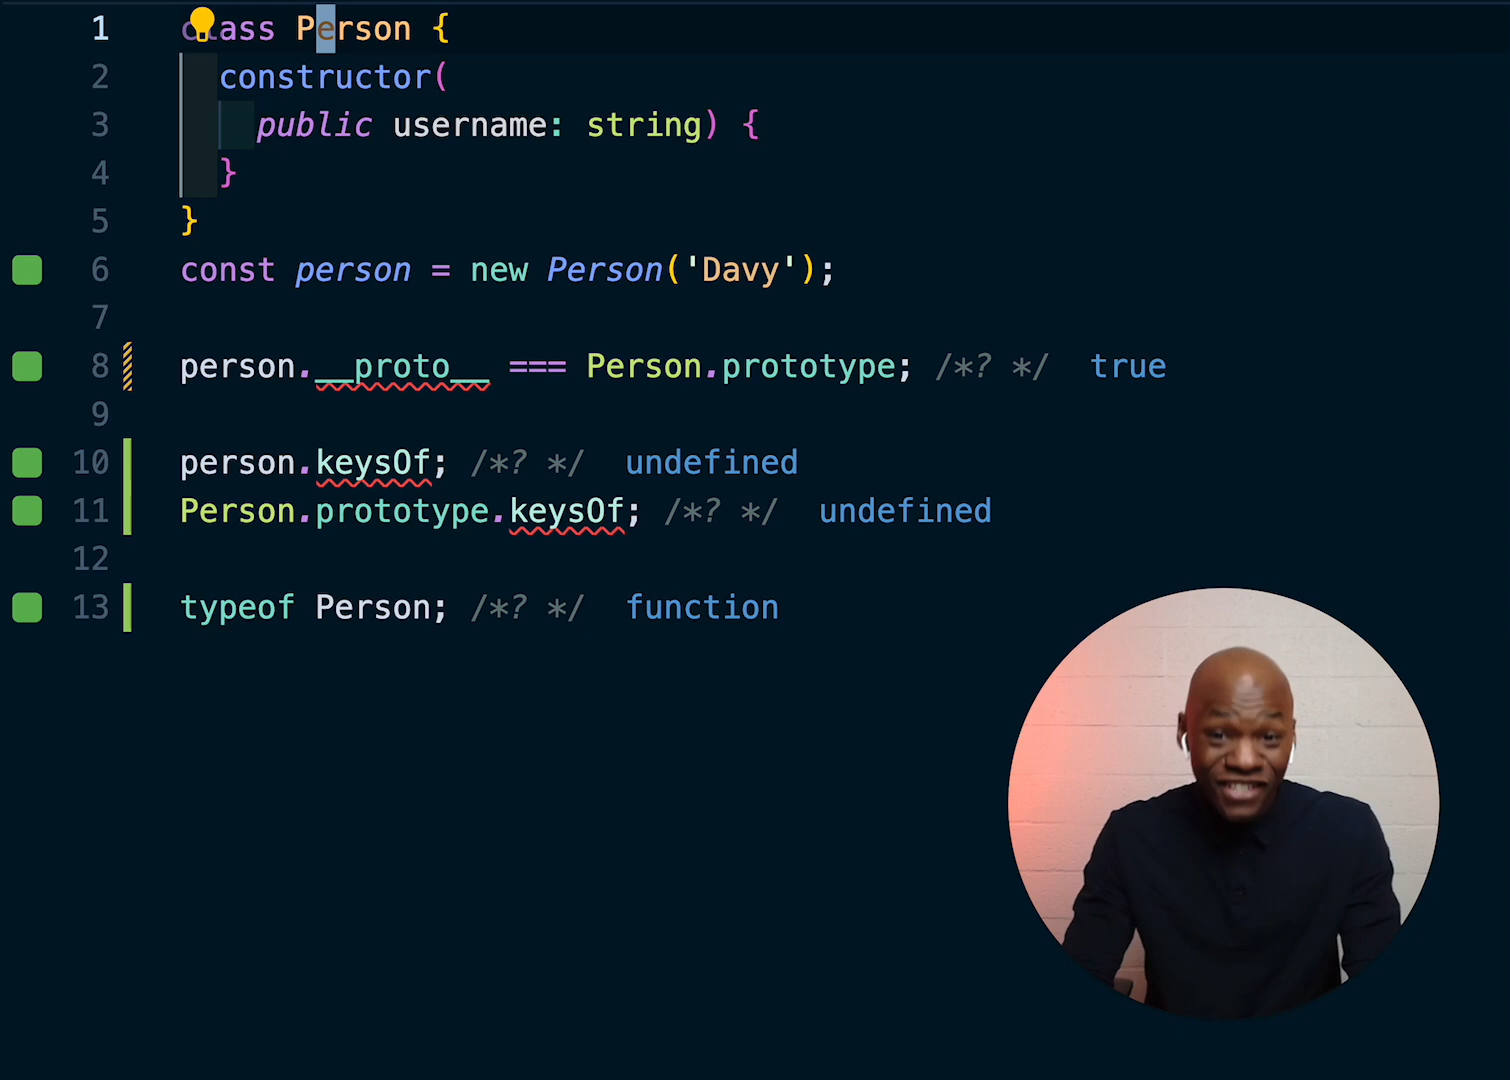 1 class Person {
2 constructor(
3 public username: string) {
4 }
5 }
6 const person = new Person('Davy');
7
8 person.__proto__ === Person.prototype; /*? */ true
9
10 person.keysOf; /*? */ undefined
11 Person.prototype.keysOf; /*? */ undefined
12
13 typeof Person; /*? */ function